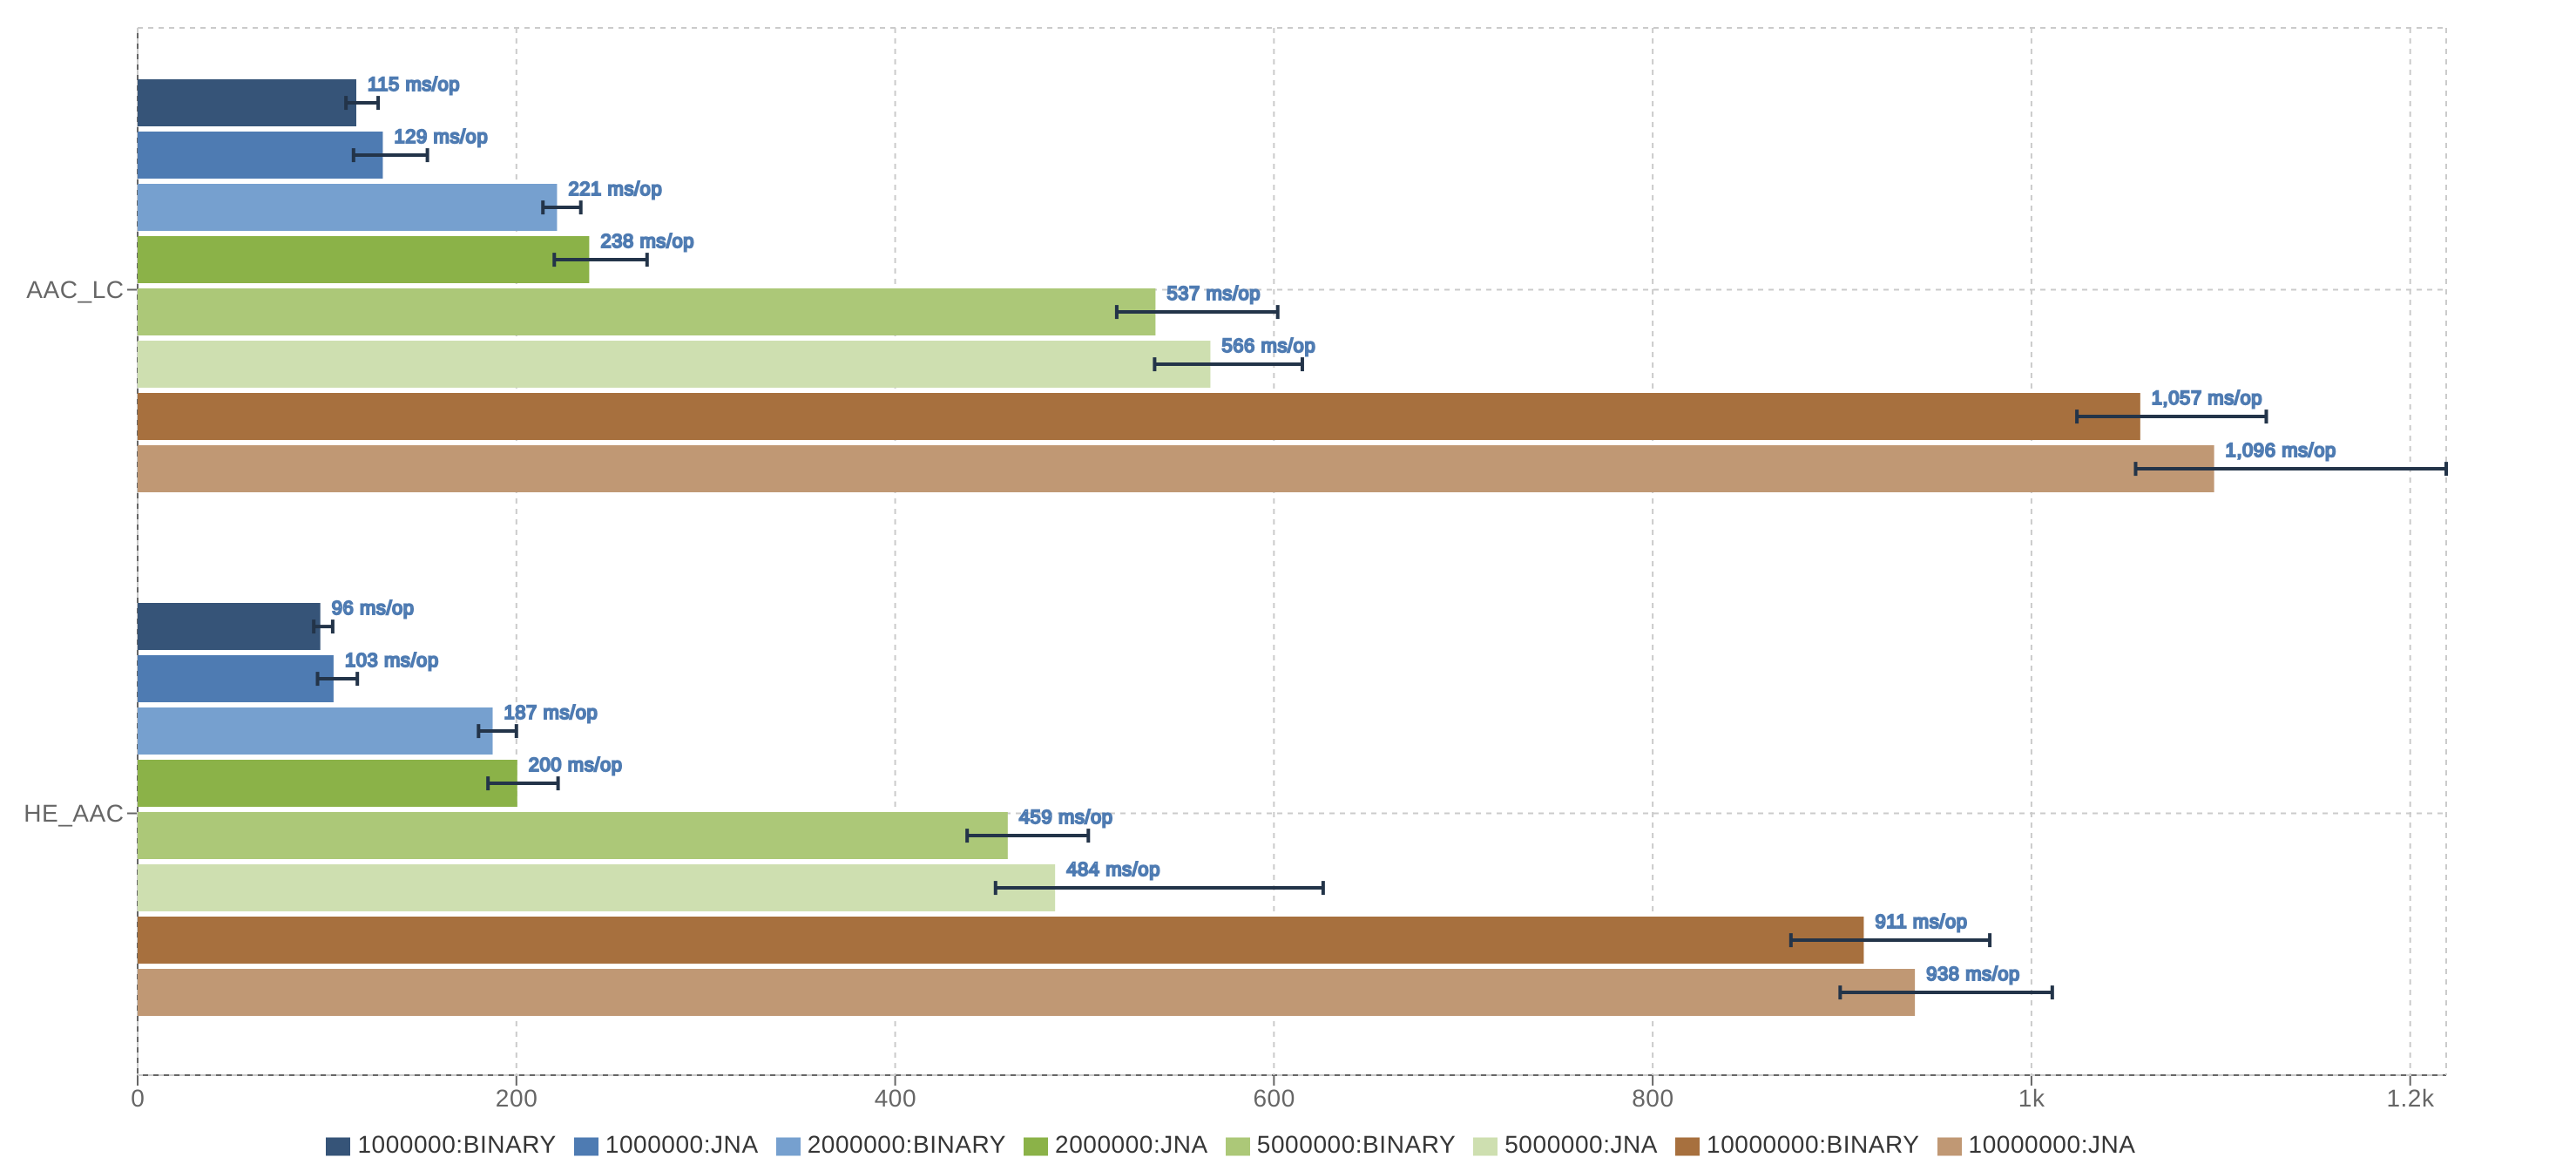 115 ms/op
129 ms/op
221 ms/op
238 ms/op
AAC_LC
537 ms/op
566 ms/op
1,057 ms/op
1,096 ms/op
96 ms/op
103 ms/op
187 ms/op
200 ms/op
HE_AAC
459 ms/op
484 ms/op
911 ms/op
938 ms/op
0 200 400 600 800 1k 1.2k
1000000:BINARY 1000000:JNA 2000000:BINARY 2000000:JNA 5000000:BINARY 5000000:JNA 10000000:BINARY 10000000:JNA